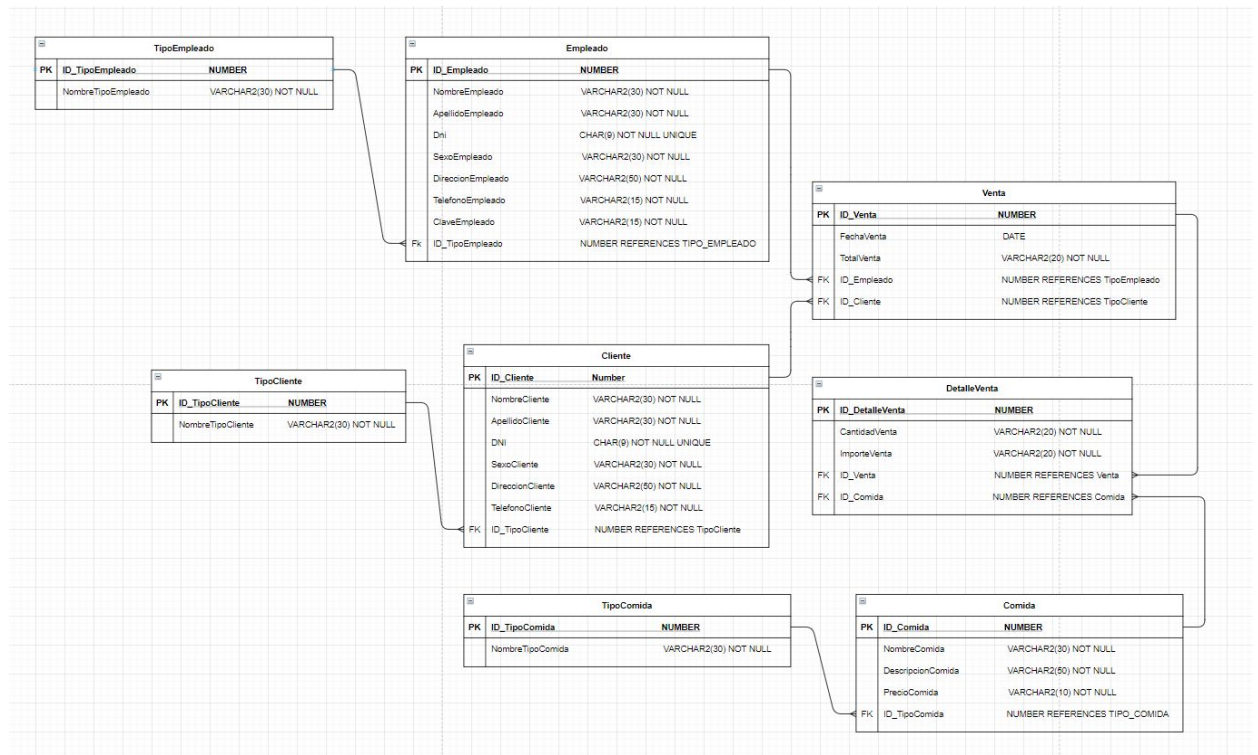 TipoEmpleado
PK ID_TipoEmpleado NUMBER
NombreTipoEmpleado VARCHAR2(30) NOT NULL
Empleado
PK ID_Empleado NUMBER
NombreEmpleado VARCHAR2(30) NOT NULL
ApellidoEmpleado VARCHAR2(30) NOT NULL
Dni CHAR(9) NOT NULL UNIQUE
SexoEmpleado VARCHAR2(30) NOT NULL
DireccionEmpleado VARCHAR2(50) NOT NULL
TelefonoEmpleado VARCHAR2(15) NOT NULL
ClaveEmpleado VARCHAR2(15) NOT NULL
Fk ID_TipoEmpleado NUMBER REFERENCES TIPO_EMPLEADO
Venta
PK ID_Venta NUMBER
FechaVenta DATE
TotalVenta VARCHAR2(20) NOT NULL
FK ID_Empleado NUMBER REFERENCES TipoEmpleado
FK ID_Cliente NUMBER REFERENCES TipoCliente
TipoCliente
PK ID_TipoCliente NUMBER
NombreTipoCliente VARCHAR2(30) NOT NULL
Cliente
PK ID_Cliente Number
NombreCliente VARCHAR2(30) NOT NULL
ApellidoCliente VARCHAR2(30) NOT NULL
DNI CHAR(9) NOT NULL UNIQUE
SexoCliente VARCHAR2(30) NOT NULL
DireccionCliente VARCHAR2(50) NOT NULL
TelefonoCliente VARCHAR2(15) NOT NULL
FK ID_TipoCliente NUMBER REFERENCES TipoCliente
DetalleVenta
PK ID_DetalleVenta NUMBER
CantidadVenta VARCHAR2(20) NOT NULL
ImporteVenta VARCHAR2(20) NOT NULL
FK ID_Venta NUMBER REFERENCES Venta
FK ID_Comida NUMBER REFERENCES Comida
TipoComida
PK ID_TipoComida NUMBER
NombreTipoComida VARCHAR2(30) NOT NULL
Comida
PK ID_Comida NUMBER
NombreComida VARCHAR2(30) NOT NULL
DescripcionComida VARCHAR2(50) NOT NULL
PrecioComida VARCHAR2(10) NOT NULL
FK ID_TipoComida NUMBER REFERENCES TIPO_COMIDA